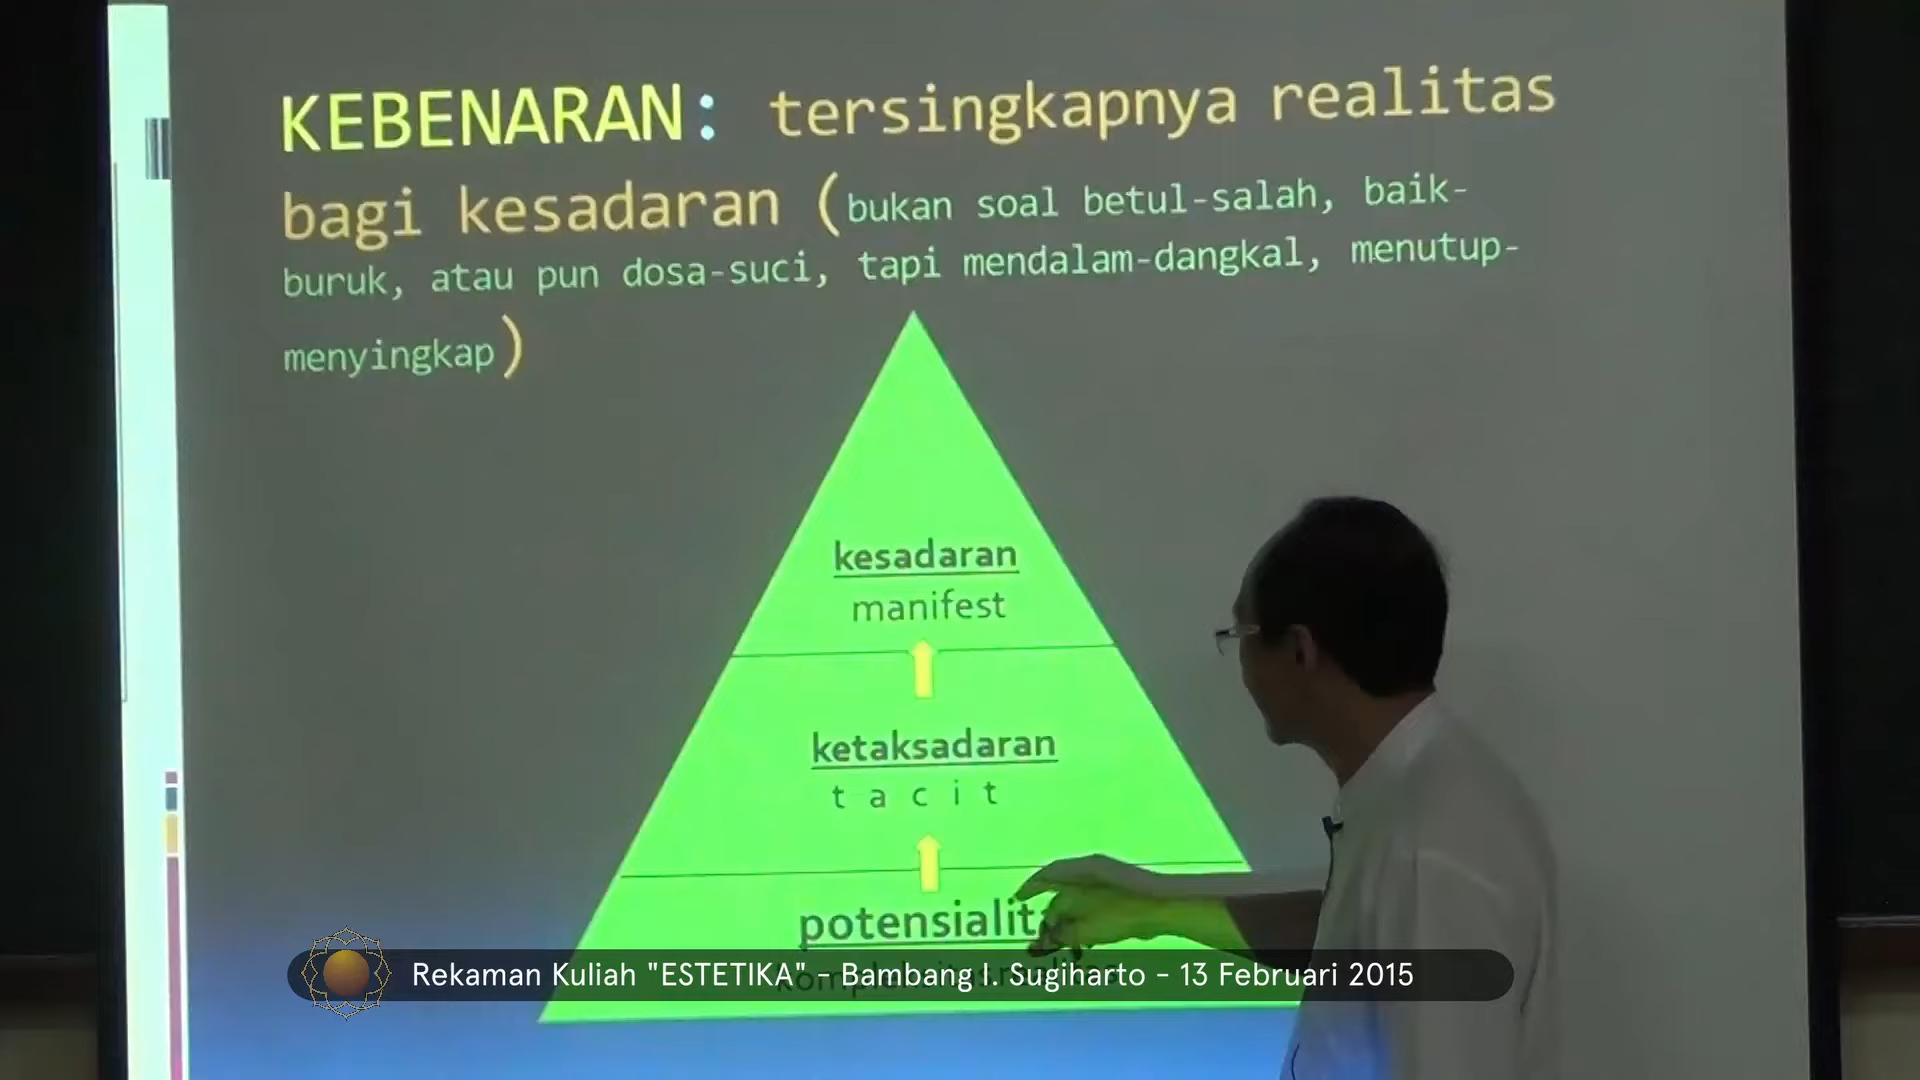 KEBENARAN: tersingkapnya realitas
bagi kesadaran (bukan soal betul-salah, baik-
buruk, atau pun dosa-suci, tapi mendalam-dangkal, menutup-
menyingkap)
kesadaran
manifest
ketaksadaran
t a c i t
Rekaman Kuliah "ESTETIKA" - Bambang I. Sugiharto - 13 Februari 2015